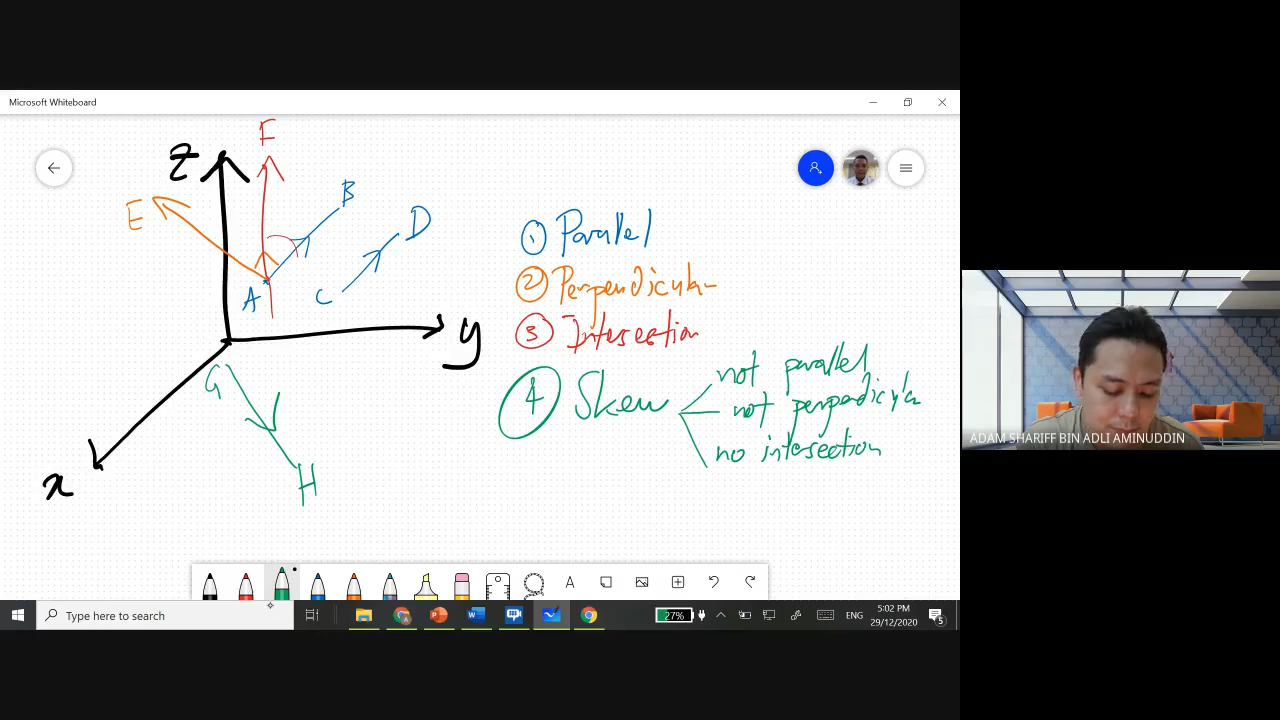 Microsoft Whiteboard
F
z
B
E
D
A
C
y
G
H
x
① Parallel
② Perpendicular
③ Intersection
④ Skew
not parallel
not perpendicular
no intersection
ADAM SHARIFF BIN ADLI AMINUDDIN
A
Type here to search
27%
ENG
5:02 PM
29/12/2020
5